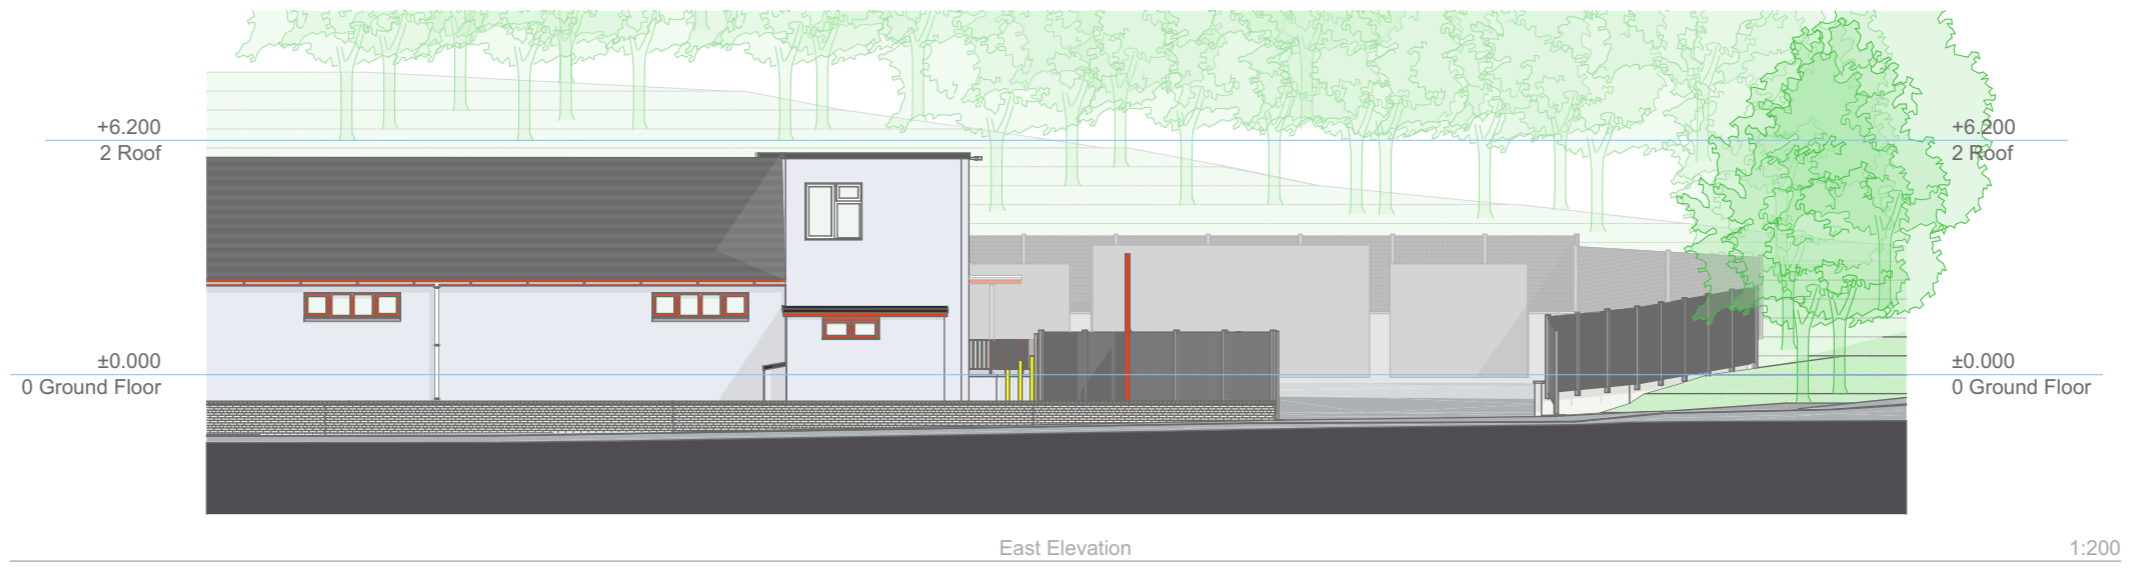 +6.200
2 Roof
+6.200
2 Roof
±0.000
0 Ground Floor
±0.000
0 Ground Floor
East Elevation
1:200